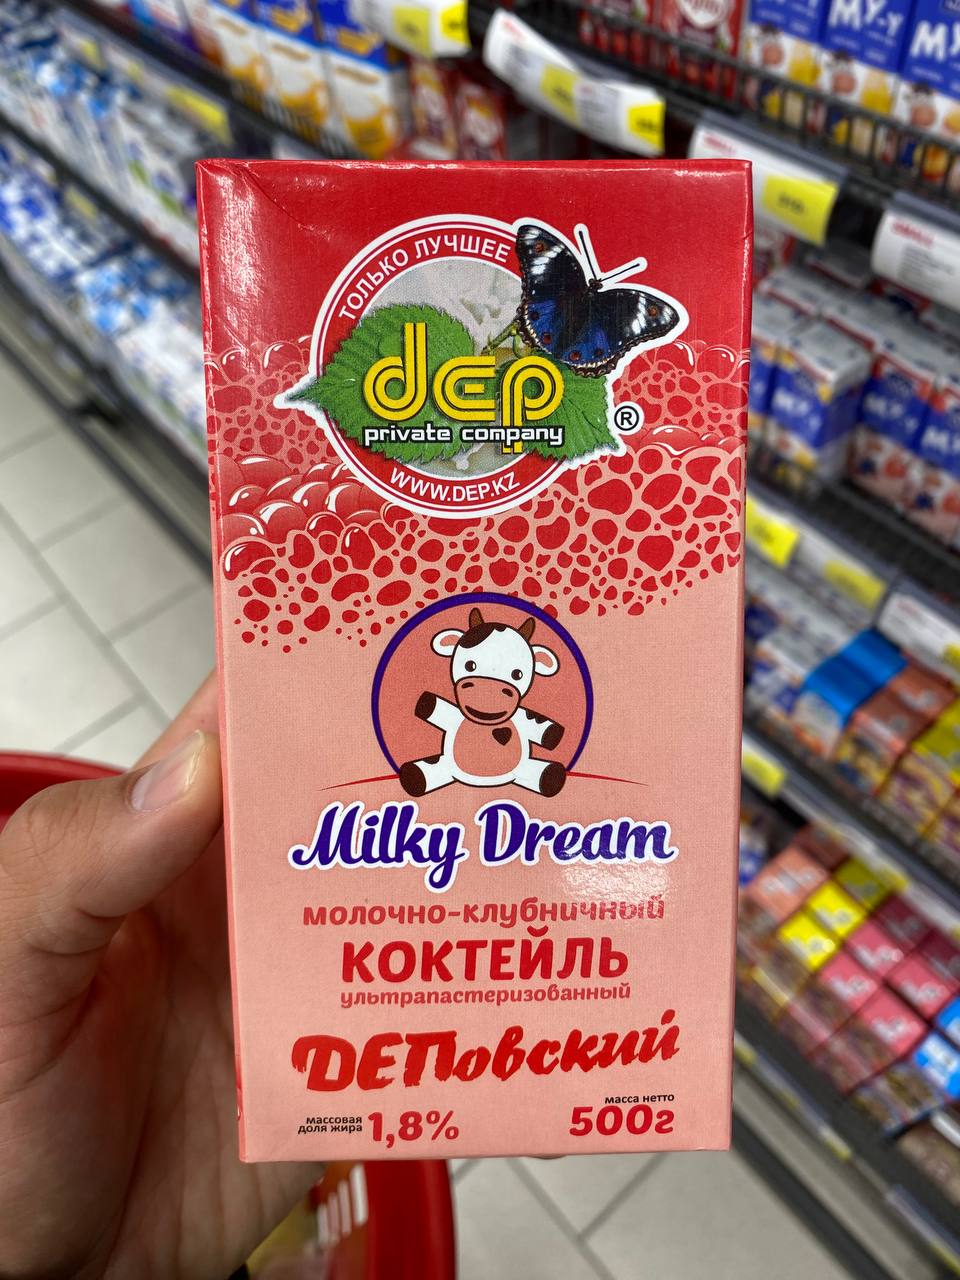 ТОЛЬКО ЛУЧШЕЕ
dep
private company
®
WWW.DEP.KZ
Milky Dream
молочно-клубничный
КОКТЕЙЛЬ
ультрапастеризованный
ДЕПовский
массовая доля жира 1,8%
масса нетто 500г
Му-у